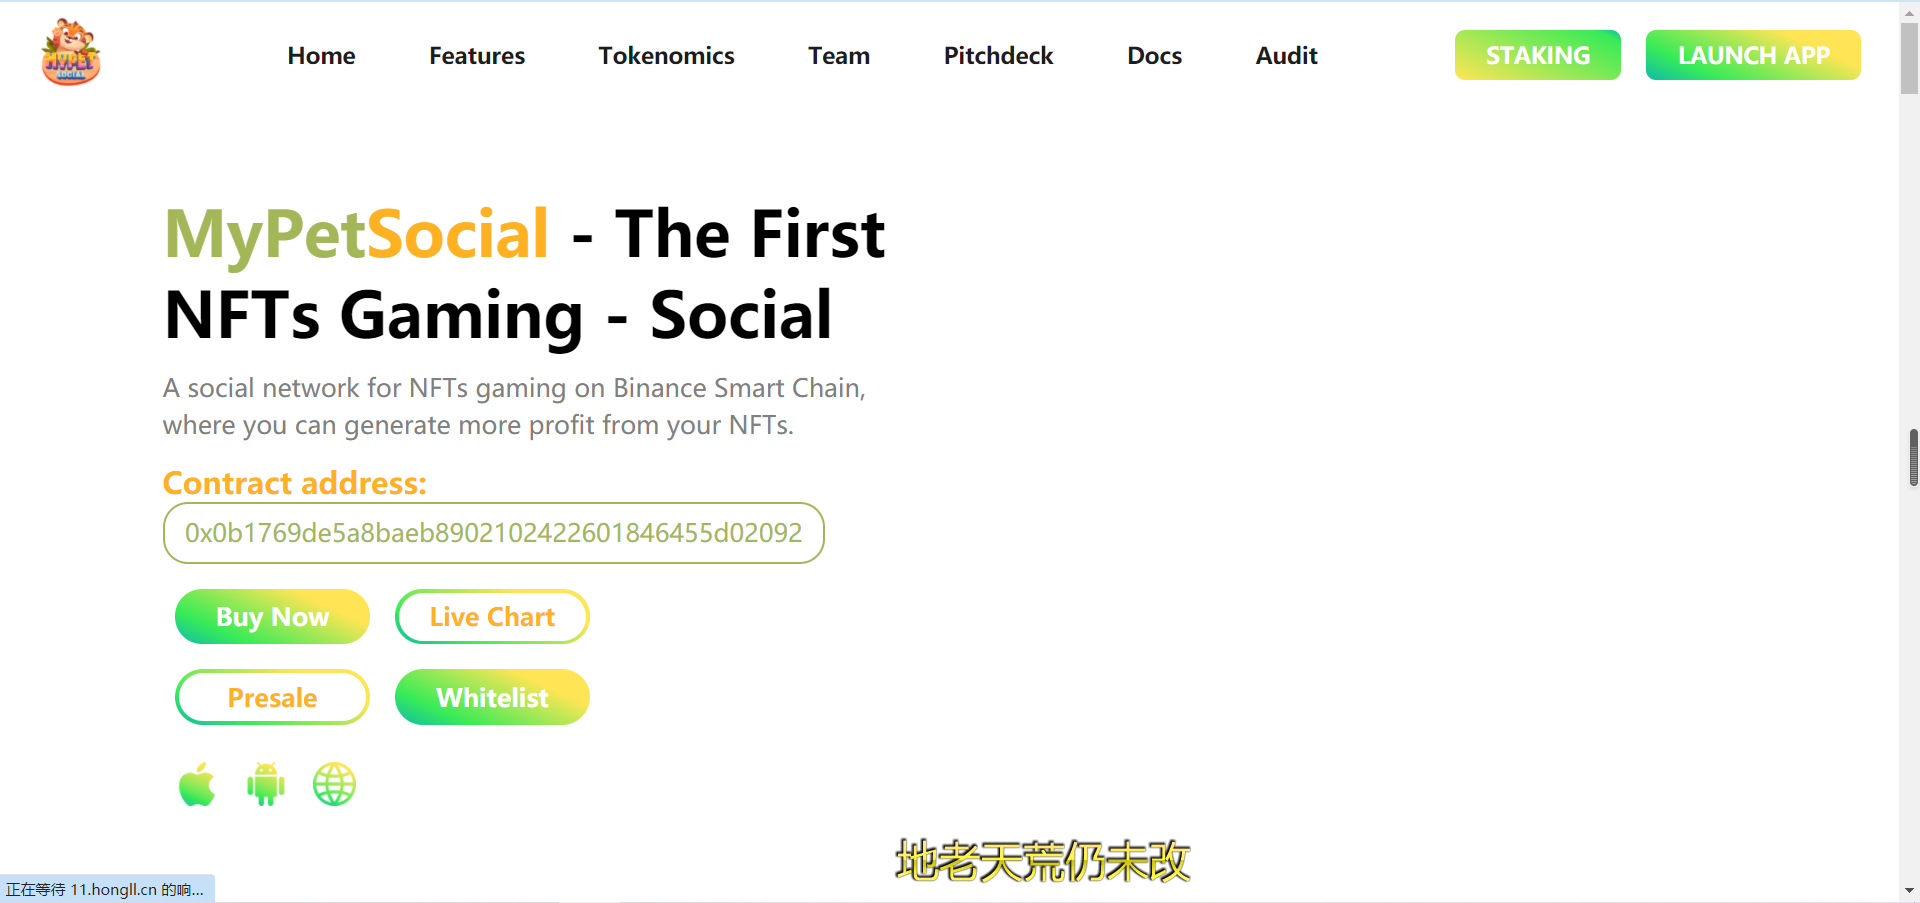 MYPET
SOCIAL
Home Features Tokenomics Team Pitchdeck Docs Audit STAKING LAUNCH APP
MyPetSocial - The First
NFTs Gaming - Social
A social network for NFTs gaming on Binance Smart Chain,
where you can generate more profit from your NFTs.
Contract address:
0x0b1769de5a8baeb8902102422601846455d02092
Buy Now Live Chart
Presale Whitelist
地老天荒仍未改
正在等待 11.hongll.cn 的响...